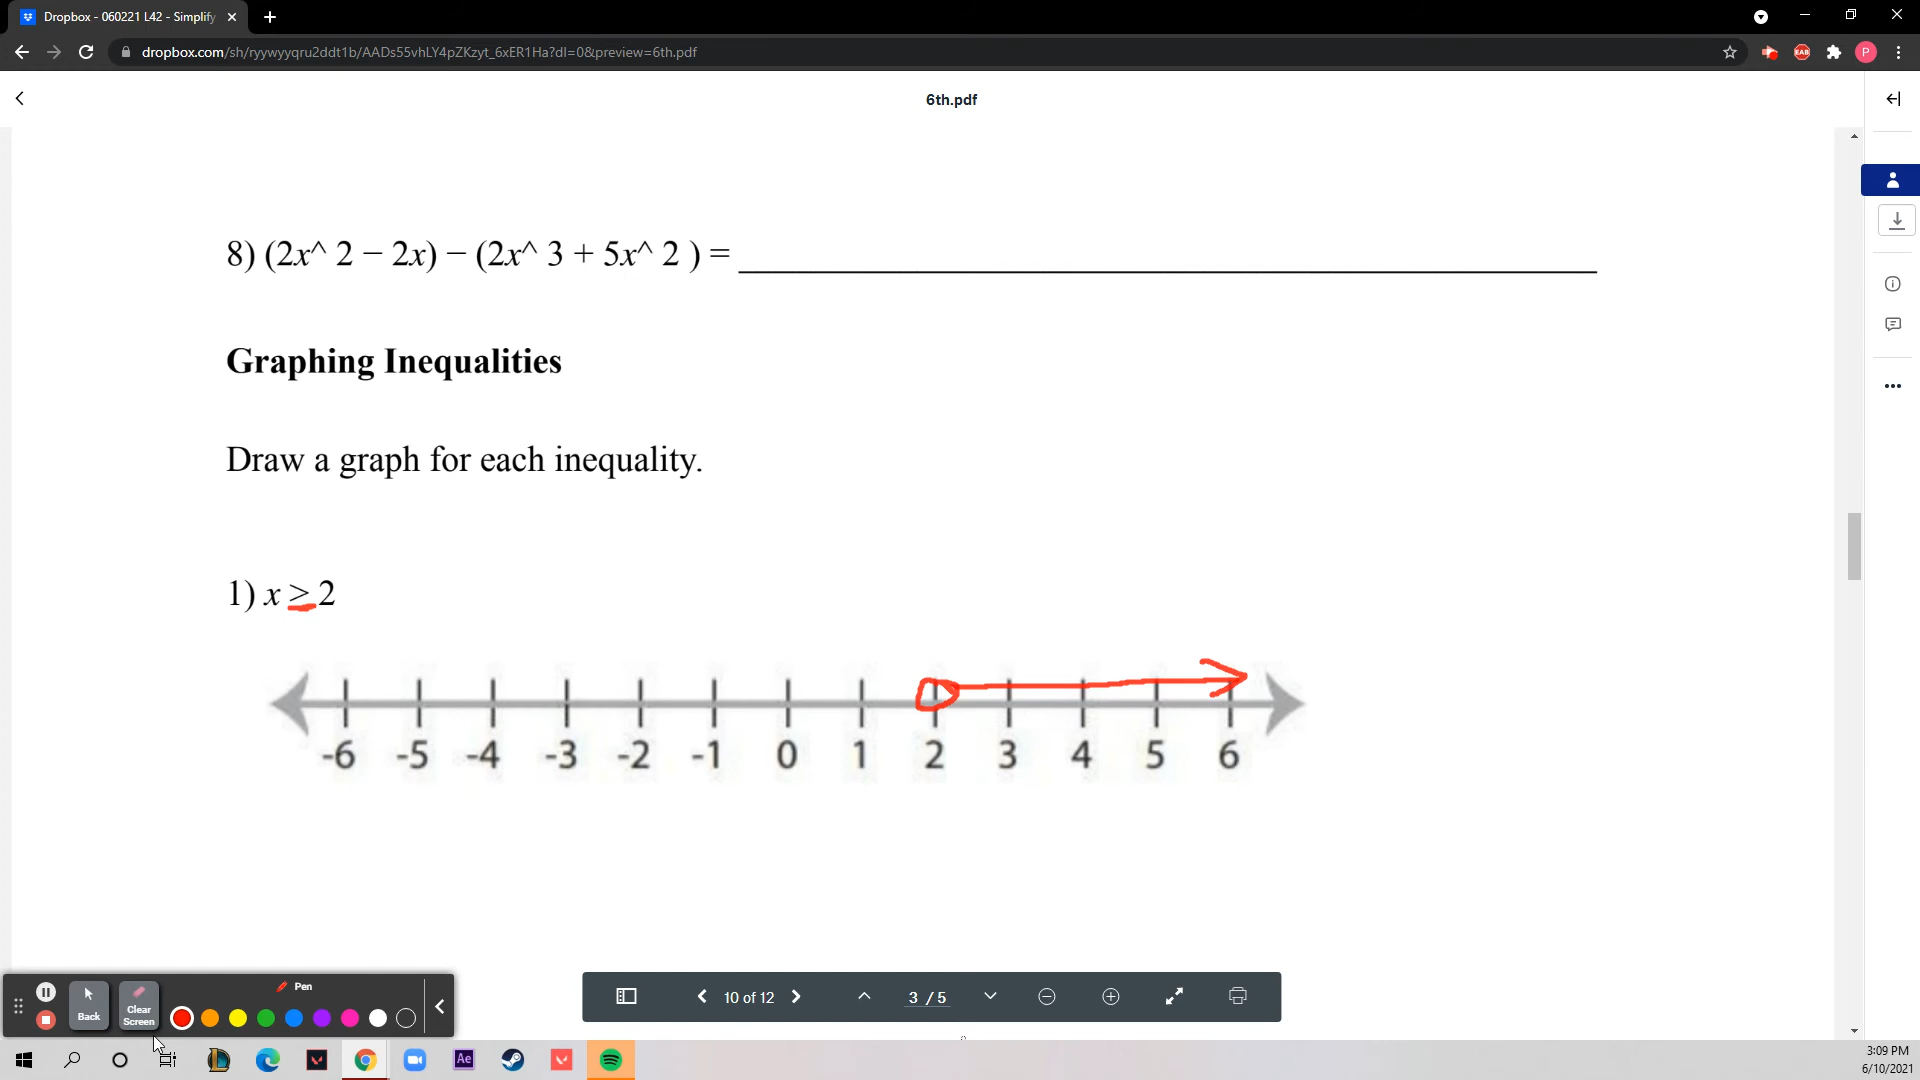 Dropbox - 060221 L42 - Simplify
dropbox.com/sh/ryywyyqru2ddt1b/AADs55vhLY4pZKzyt_6xER1Ha?dl=0&preview=6th.pdf
EAB
P
6th.pdf
8) (2x^ 2 − 2x) − (2x^ 3 + 5x^ 2 ) = 
Graphing Inequalities
Draw a graph for each inequality.
1) x > 2
-6 -5 -4 -3 -2 -1 0 1 2 3 4 5 6
Pen
Back
Clear Screen
10 of 12
3 / 5
Ae
3:09 PM
6/10/2021